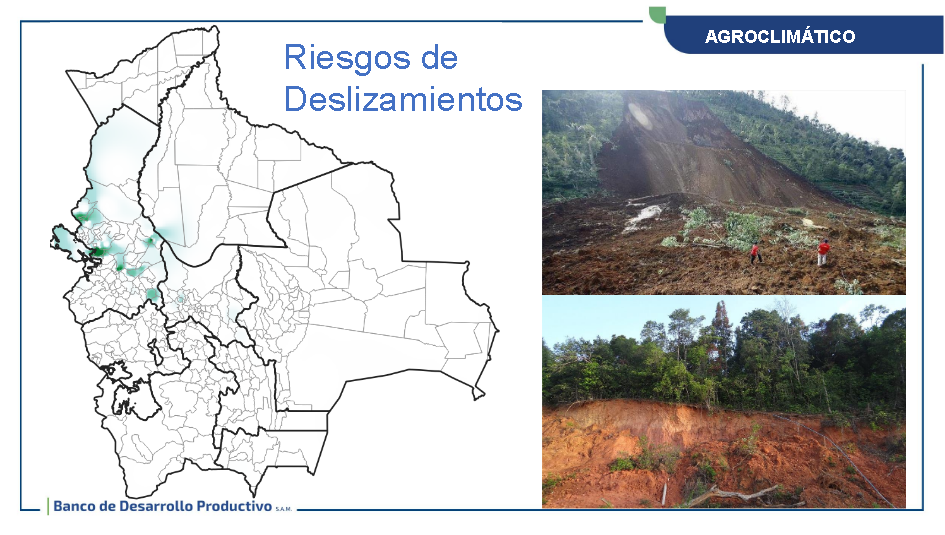 AGROCLIMÁTICO
Riesgos de
Deslizamientos
Banco de Desarrollo Productivo S.A.M.